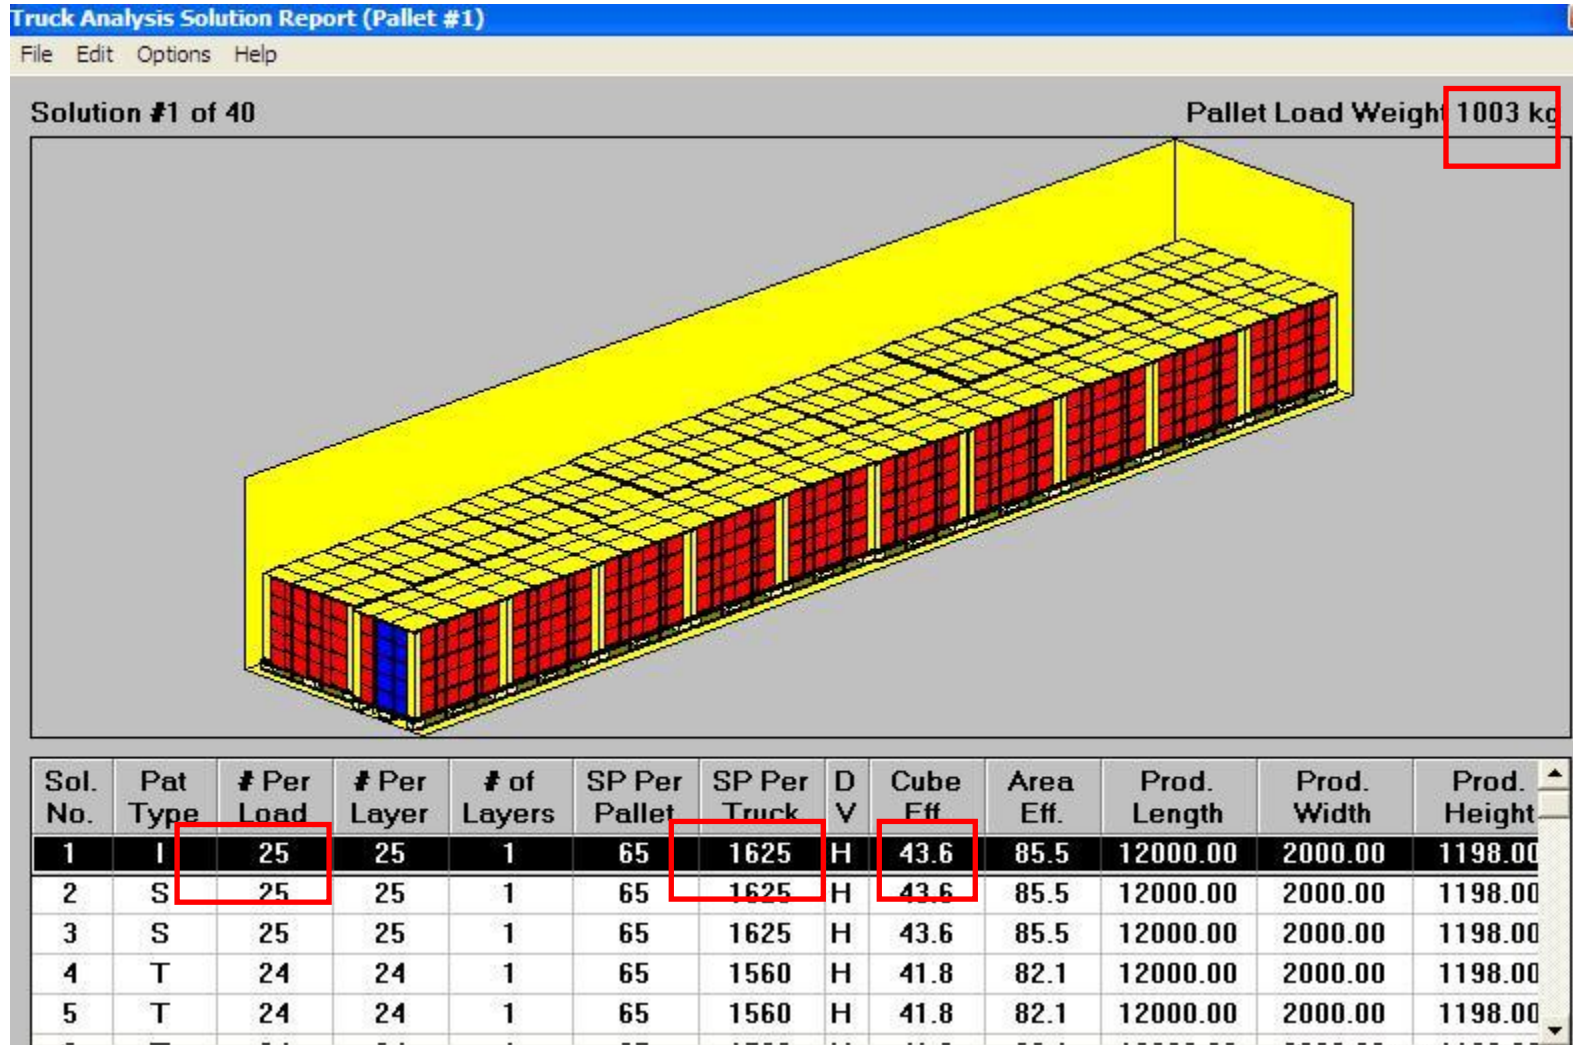 Truck Analysis Solution Report (Pallet #1)
File Edit Options Help
Solution #1 of 40 Pallet Load Weight 1003 kg
Sol. No. Pat Type # Per Load # Per Layer # of Layers SP Per Pallet SP Per Truck D V Cube Eff. Area Eff. Prod. Length Prod. Width Prod. Height
1 I 25 25 1 65 1625 H 43.6 85.5 12000.00 2000.00 1198.00
2 S 25 25 1 65 1625 H 43.6 85.5 12000.00 2000.00 1198.00
3 S 25 25 1 65 1625 H 43.6 85.5 12000.00 2000.00 1198.00
4 T 24 24 1 65 1560 H 41.8 82.1 12000.00 2000.00 1198.00
5 T 24 24 1 65 1560 H 41.8 82.1 12000.00 2000.00 1198.00